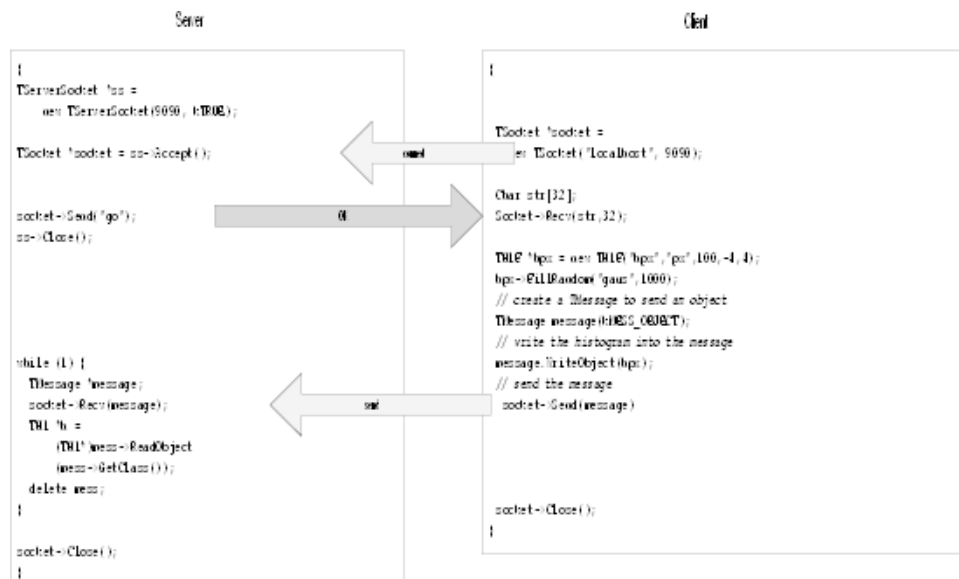 Server
{
TServerSocket *ss =
new TServerSocket(9090, kTRUE);
TSocket *socket = ss->Accept();
socket->Send("go");
ss->Close();
while (1) {
TMessage *message;
socket->Recv(message);
TH1 *h =
(TH1*)mess->ReadObject
(mess->GetClass());
delete mess;
}
socket->Close();
}
Client
{
TSocket *socket =
new TSocket("localhost", 9090);
Char str[32];
Socket->Recv(str,32);
TH1F *hpx = new TH1F("hpx","px",100,-4,4);
hpx->FillRandom("gaus",1000);
// create a TMessage to send an object
TMessage message(kMESS_OBJECT);
// write the histogram into the message
message.WriteObject(hpx);
// send the message
socket->Send(message)
socket->Close();
}
connect
OK
send